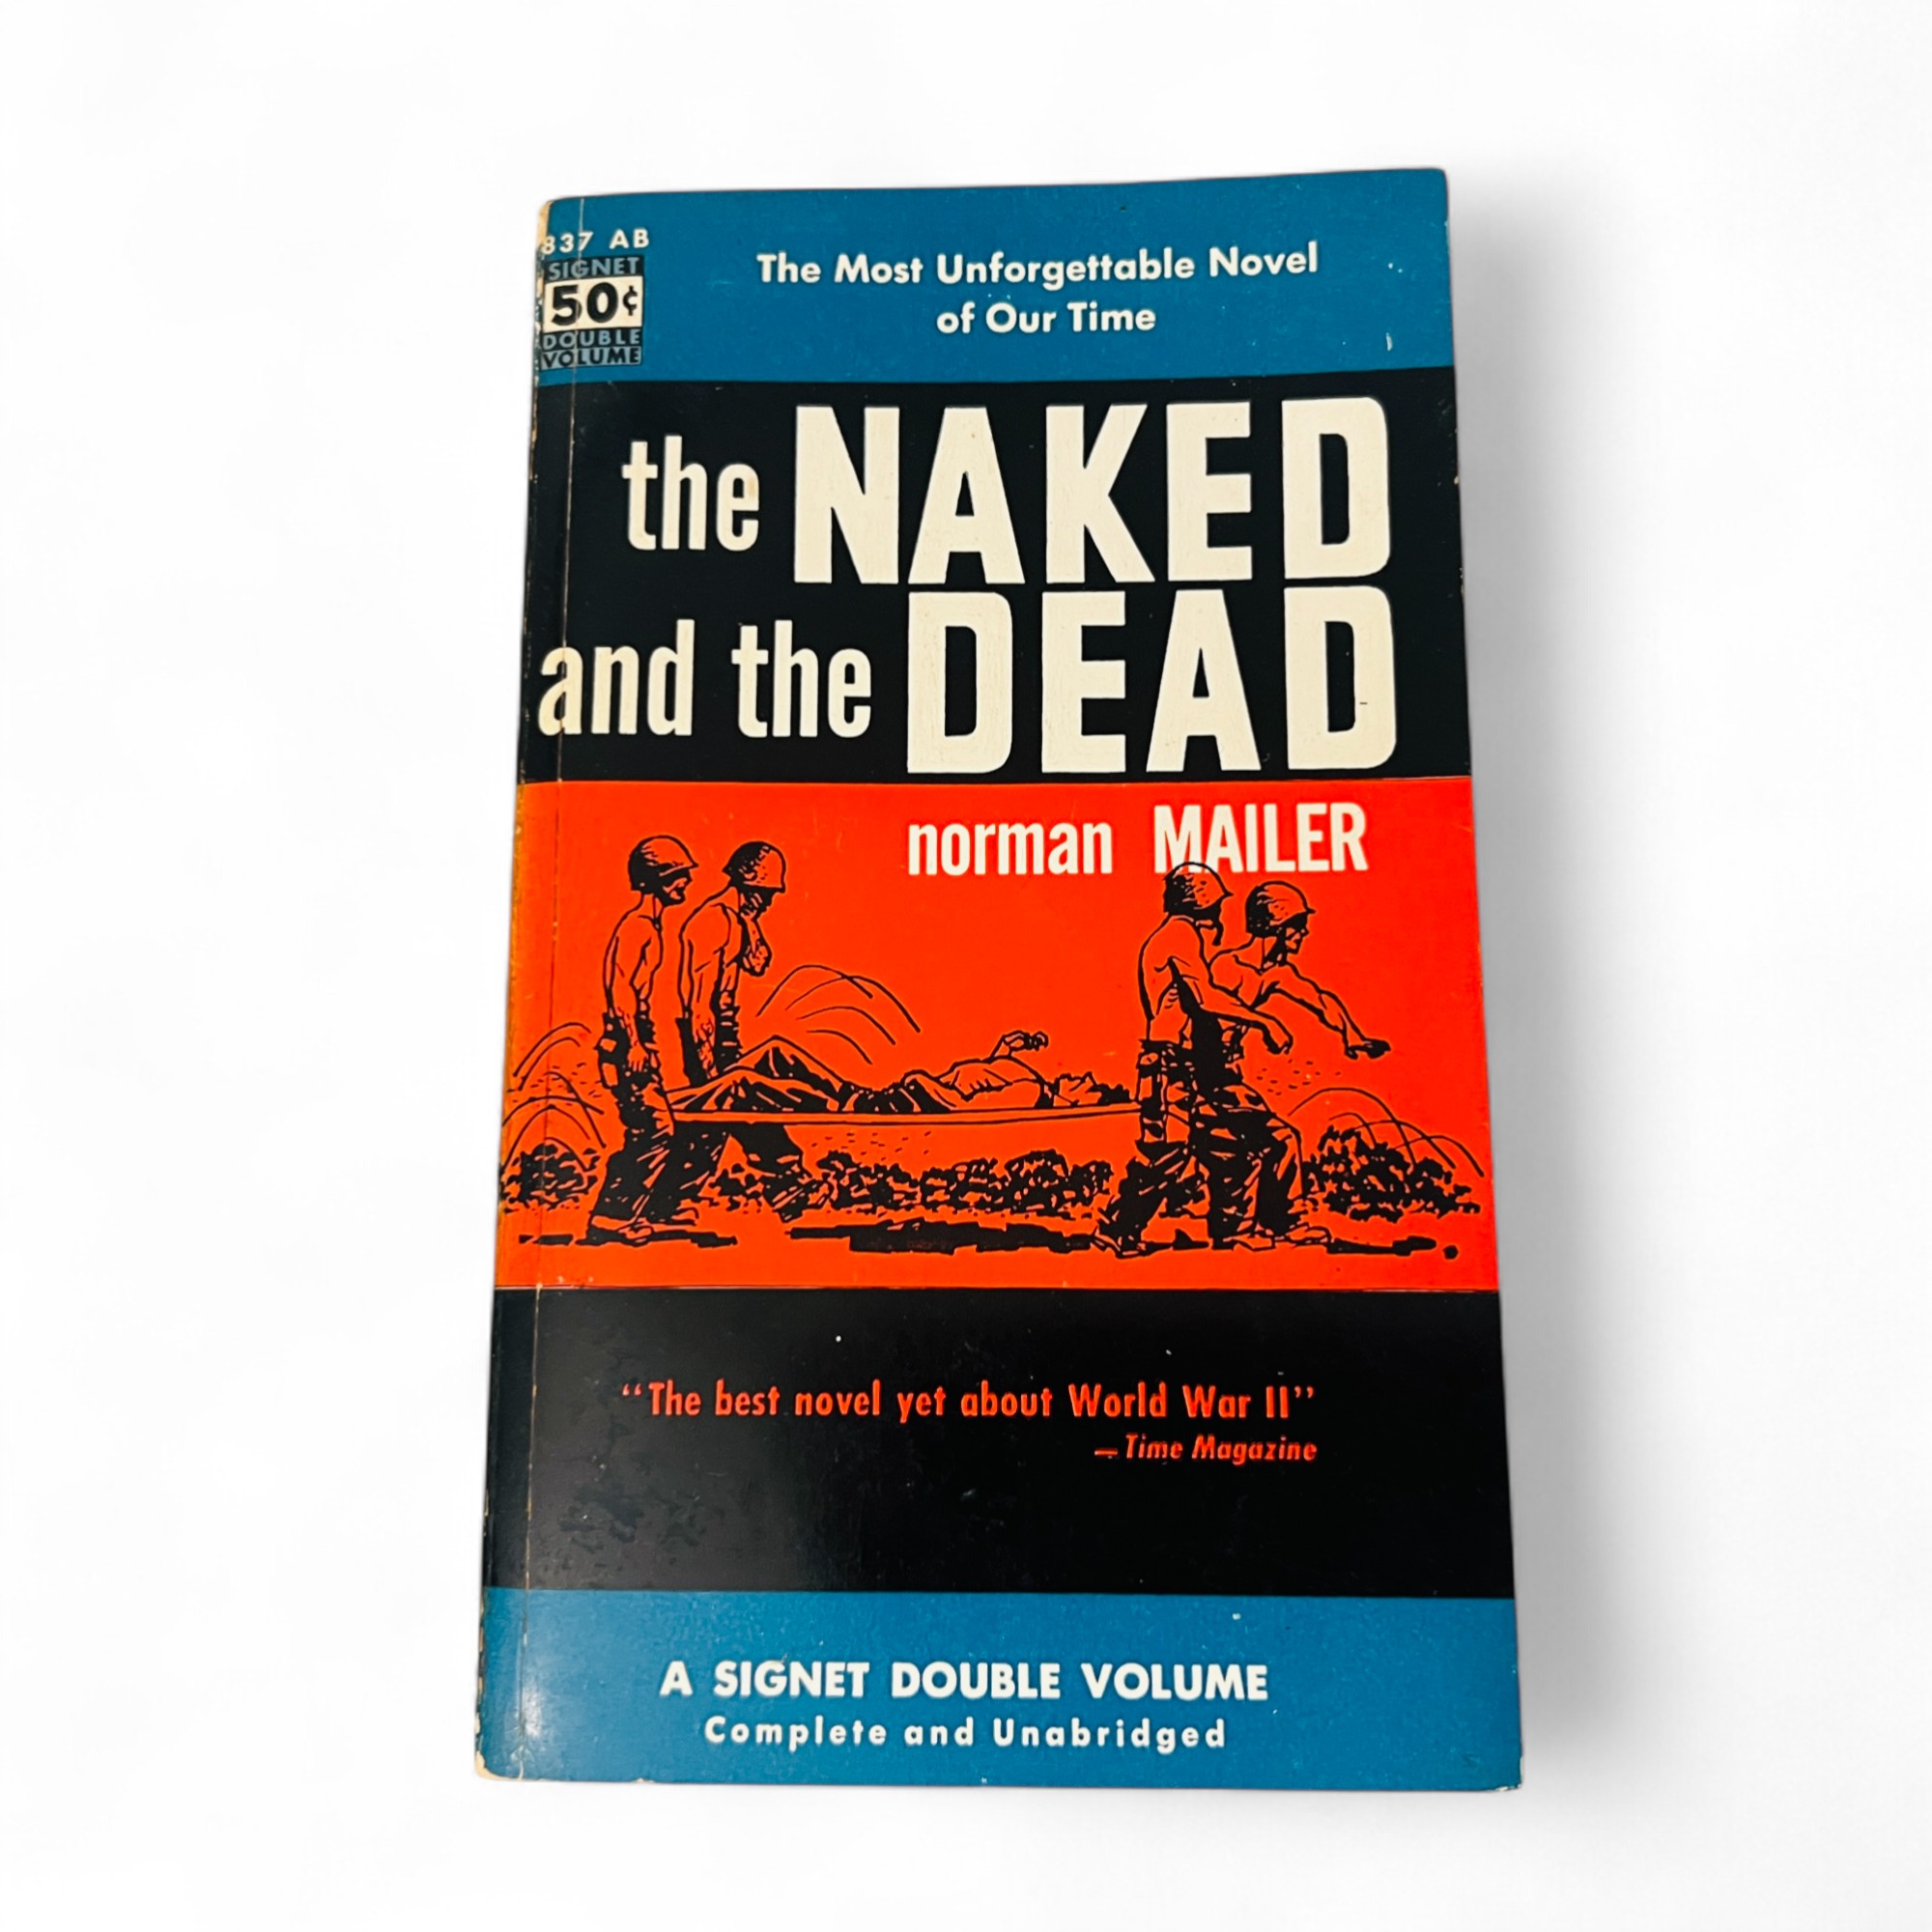 837 AB
SIGNET
50¢
DOUBLE
VOLUME
The Most Unforgettable Novel
of Our Time
the NAKED
and the DEAD
norman MAILER
“The best novel yet about World War II”
—Time Magazine
A SIGNET DOUBLE VOLUME
Complete and Unabridged